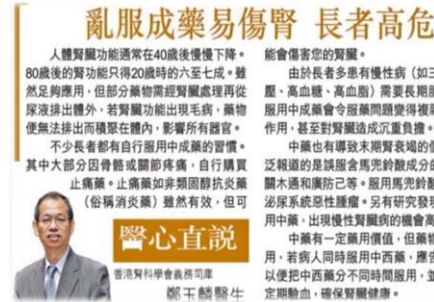 亂服成藥易傷腎 長者高危
人體腎臟功能通常在40歲後慢慢下降。
80歲後的腎功能只得20歲時的六至七成。雖
然足夠應用,但部分藥物需經腎臟處理再從
尿液排出體外,若腎臟功能出現毛病,藥物
便無法排出而積聚在體內,影響所有器官。
不少長者都有自行服用中成藥的習慣。
其中大部分因骨骼或關節疼痛,自行購買
止痛藥。止痛藥如非類固醇抗炎藥
(俗稱消炎藥)雖然有效,但可
醫心直說
香港腎科學會義務司庫
鄭玉麟醫生
能會傷害您的腎臟。
由於長者多患有慢性病(如三
壓、高血糖、高血脂)需要長期服
服用中成藥會令服藥問題變得複雜
作用,甚至對腎臟造成沉重負擔。
中藥也有導致末期腎衰竭的個
泛報道的是誤服含馬兜鈴酸成分的
關木通和廣防己等。服用馬兜鈴酸
泌尿系統惡性腫瘤。另有研究發現
用中藥,出現慢性腎臟病的機會高
中藥有一定藥用價值,但藥物
用,若病人同時服用中西藥,應告
以便把中西藥分不同時間服用,並
定期驗血,確保腎臟健康。